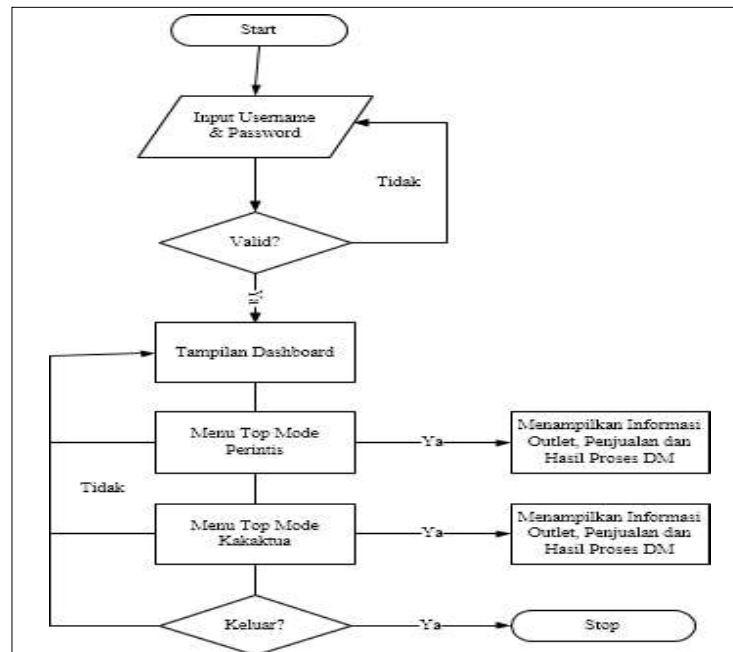 Start
Input Username
& Password
Tidak
Valid?
Ya
Tampilan Dashboard
Menu Top Mode
Perintis
Ya
Menampilkan Informasi
Outlet, Penjualan dan
Hasil Proses DM
Tidak
Menu Top Mode
Kakaktua
Ya
Menampilkan Informasi
Outlet, Penjualan dan
Hasil Proses DM
Keluar?
Ya
Stop